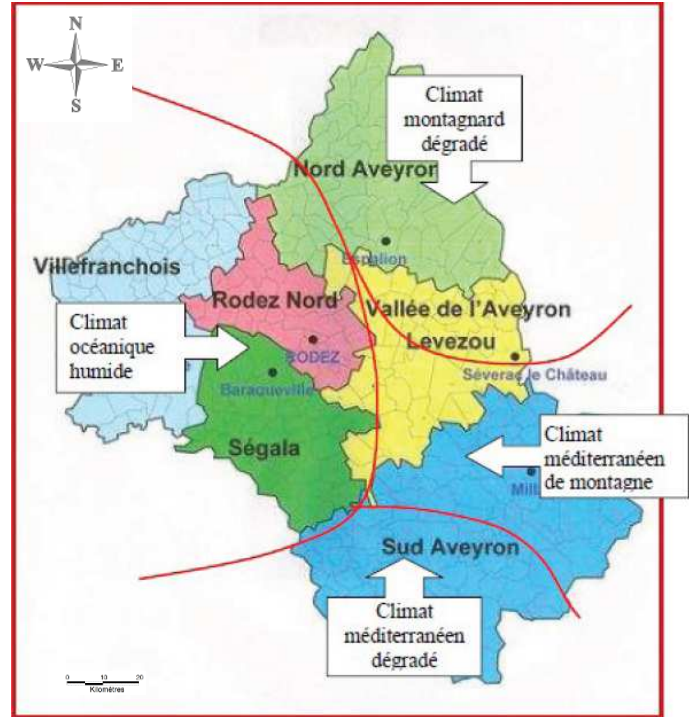 N
W E
S
Climat
montagnard
dégradé
Nord Aveyron
Espalion
Villefranchois
Rodez Nord
Vallée de l'Aveyron
Levezou
Climat
océanique
humide
RODEZ
Baraqueville
Séverac le Château
Ségala
Climat
méditerranéen
de montagne
Sud Aveyron
Climat
méditerranéen
dégradé
0 10 20
Kilomètres